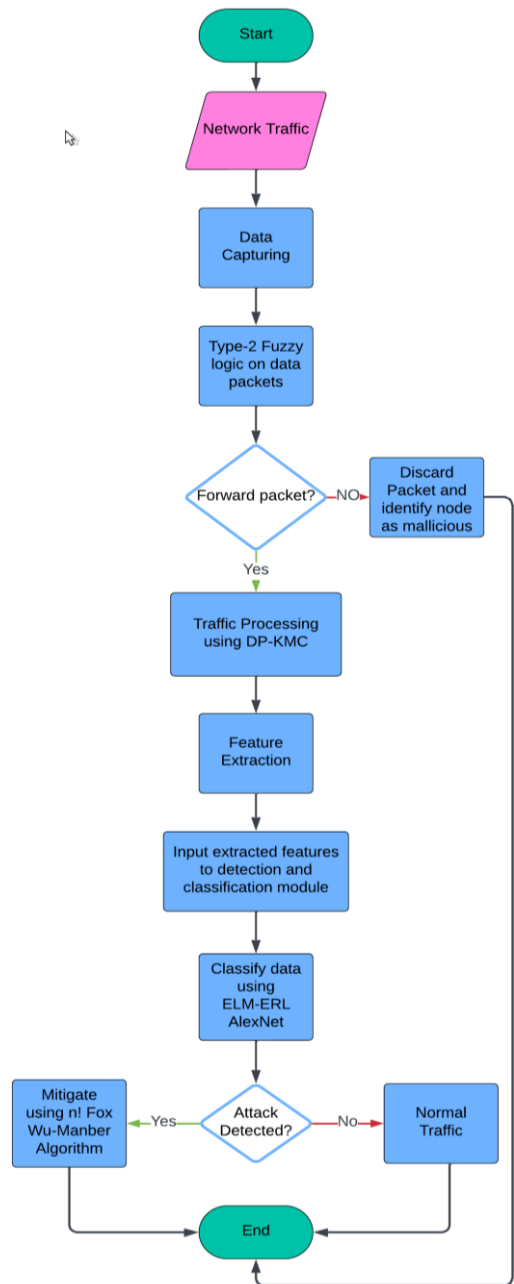 Start
Network Traffic
Data
Capturing
Type-2 Fuzzy
logic on data
packets
Forward packet?
NO
Discard
Packet and
identify node
as mallicious
Yes
Traffic Processing
using DP-KMC
Feature
Extraction
Input extracted features
to detection and
classification module
Classify data
using
ELM-ERL
AlexNet
Mitigate
using n! Fox
Wu-Manber
Algorithm
Yes
Attack
Detected?
No
Normal
Traffic
End